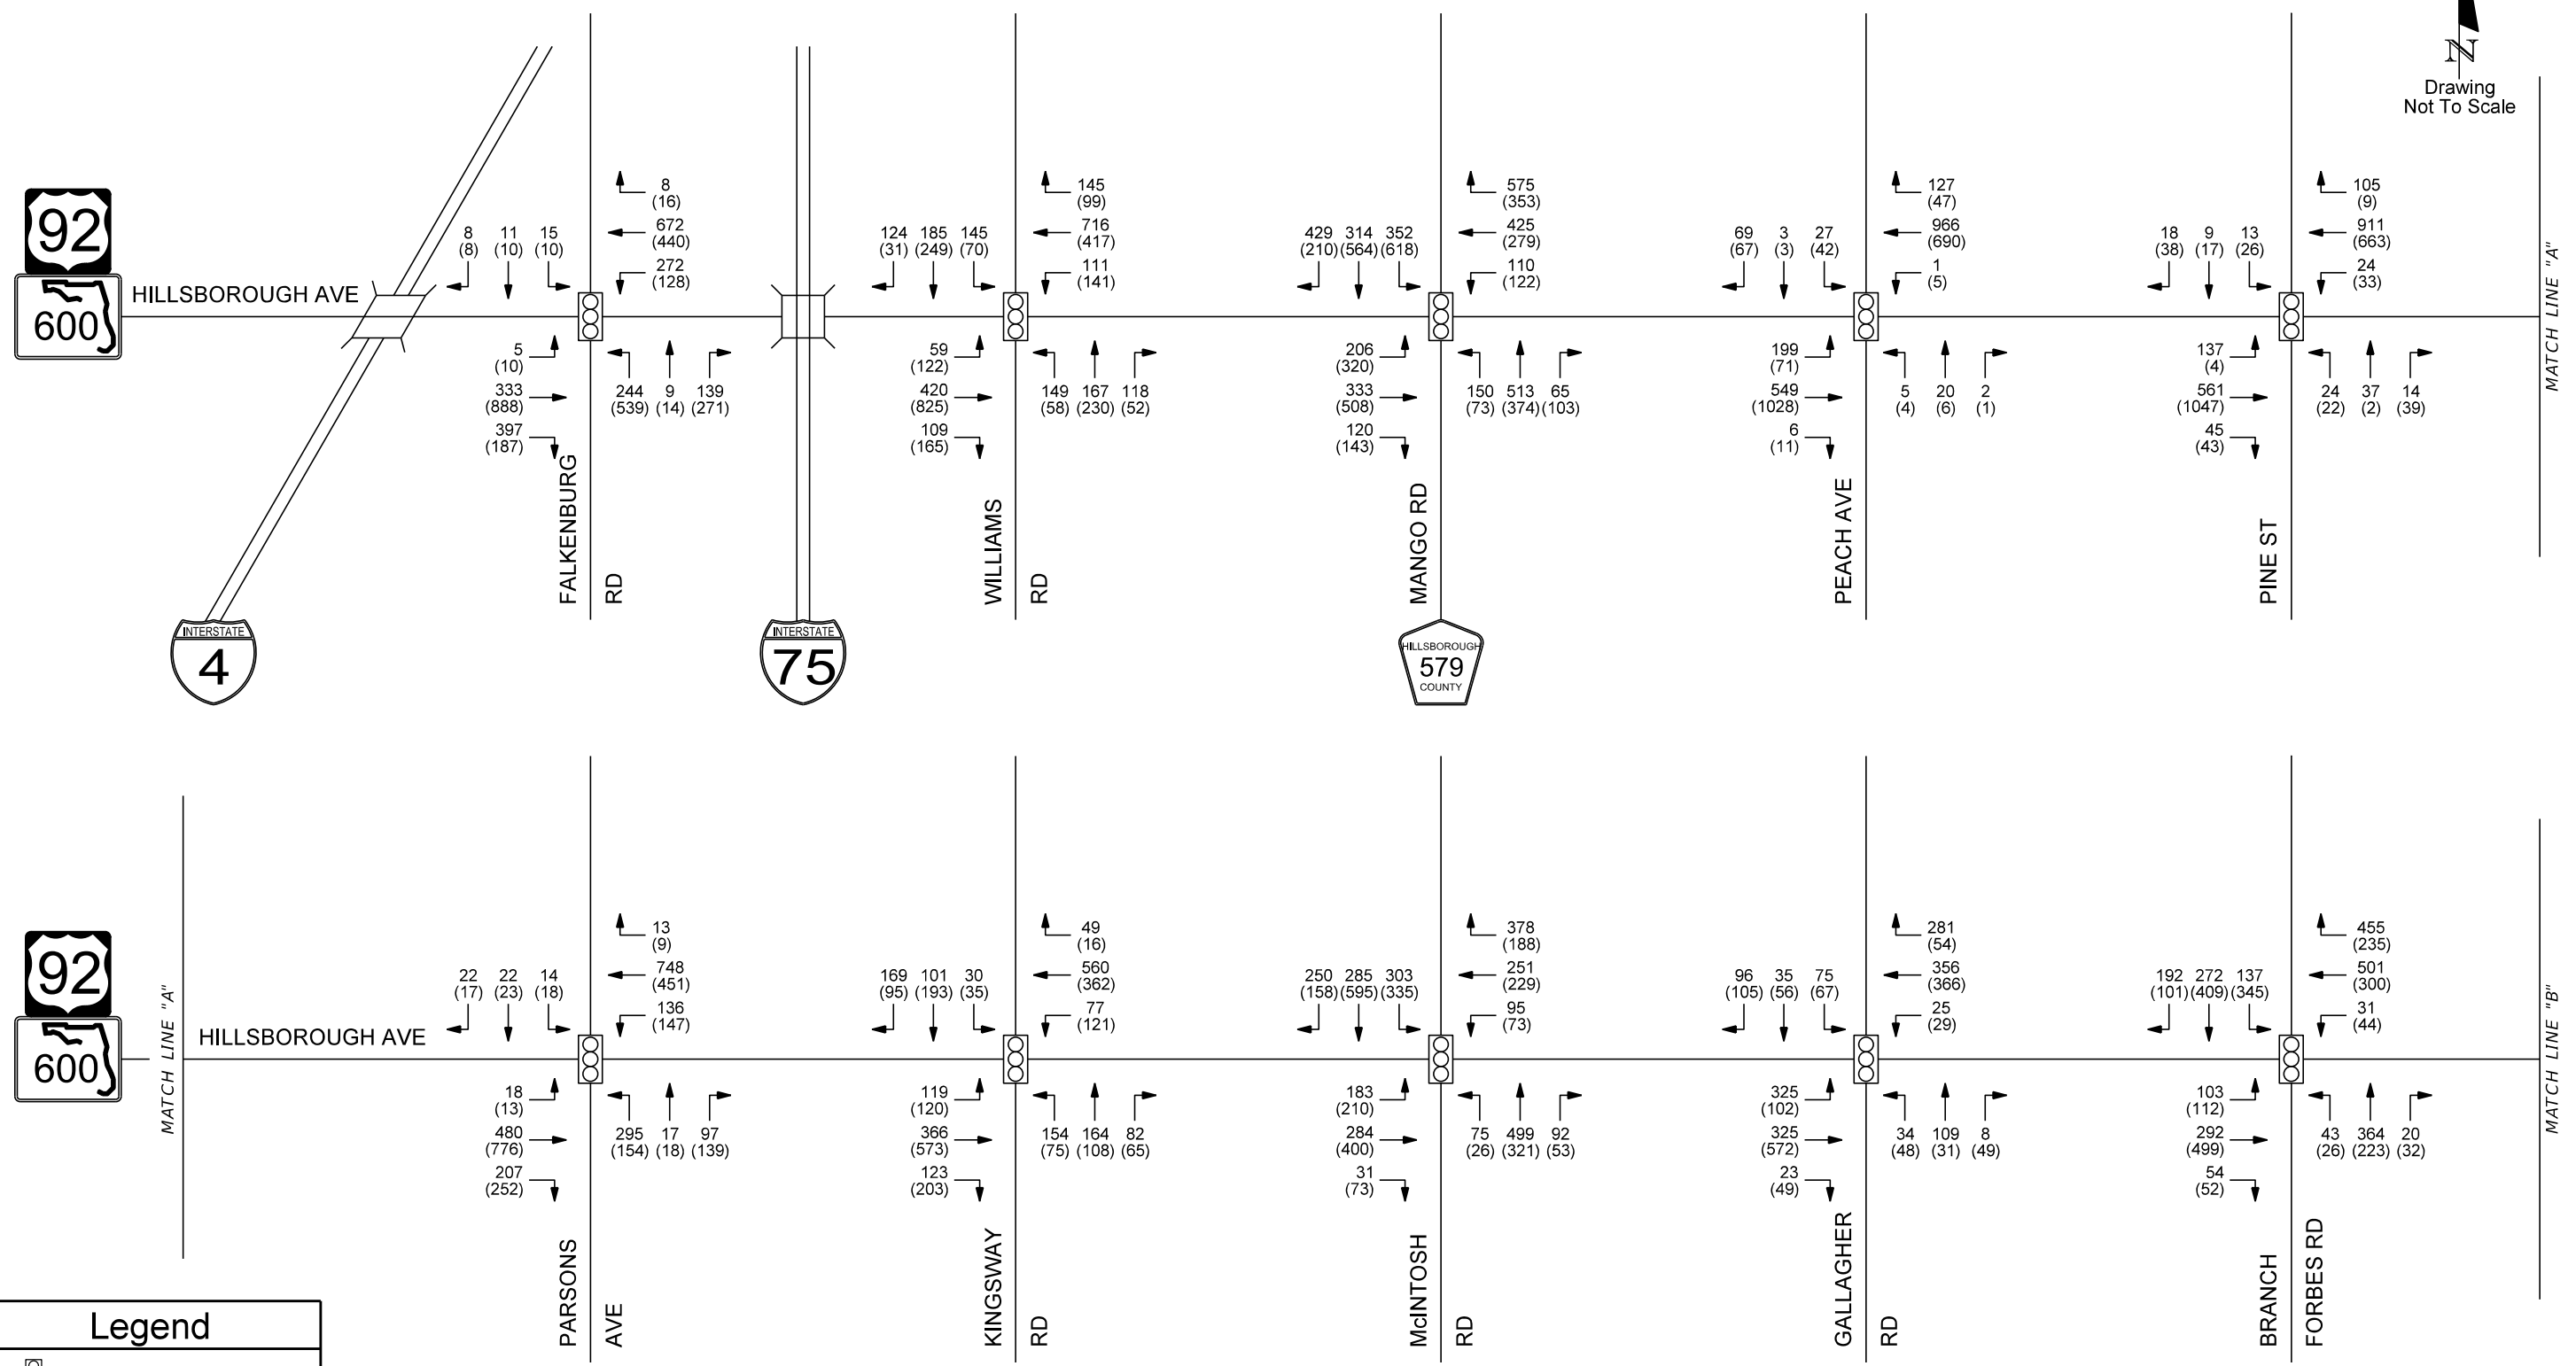 N
Drawing
Not To Scale
92
600
HILLSBOROUGH AVE
8 11 15
(8) (10) (10)
8
(16)
672
(440)
272
(128)
5
(10)
333
(888)
397
(187)
244 9 139
(539) (14) (271)
FALKENBURG
RD
124 185 145
(31) (249) (70)
145
(99)
716
(417)
111
(141)
59
(122)
420
(825)
109
(165)
149 167 118
(58) (230) (52)
WILLIAMS
RD
429 314 352
(210) (564) (618)
575
(353)
425
(279)
110
(122)
206
(320)
333
(508)
120
(143)
150 513 65
(73) (374) (103)
MANGO RD
69 3 27
(67) (3) (42)
127
(47)
966
(690)
1
(5)
199
(71)
549
(1028)
6
(11)
5 20 2
(4) (6) (1)
PEACH AVE
18 9 13
(38) (17) (26)
105
(9)
911
(663)
24
(33)
137
(4)
561
(1047)
45
(43)
24 37 14
(22) (2) (39)
PINE ST
MATCH LINE "A"
INTERSTATE
4
INTERSTATE
75
HILLSBOROUGH
579
COUNTY
92
600
MATCH LINE "A"
HILLSBOROUGH AVE
22 22 14
(17) (23) (18)
13
(9)
748
(451)
136
(147)
18
(13)
480
(776)
207
(252)
295 17 97
(154) (18) (139)
PARSONS
AVE
169 101 30
(95) (193) (35)
49
(16)
560
(362)
77
(121)
119
(120)
366
(573)
123
(203)
154 164 82
(75) (108) (65)
KINGSWAY
RD
250 285 303
(158) (595) (335)
378
(188)
251
(229)
95
(73)
183
(210)
284
(400)
31
(73)
75 499 92
(26) (321) (53)
McINTOSH
RD
96 35 75
(105) (56) (67)
281
(54)
356
(366)
25
(29)
325
(102)
325
(572)
23
(49)
34 109 8
(48) (31) (49)
GALLAGHER
RD
192 272 137
(101) (409) (345)
455
(235)
501
(300)
31
(44)
103
(112)
292
(499)
54
(52)
43 364 20
(26) (223) (32)
BRANCH
FORBES RD
MATCH LINE "B"
Legend